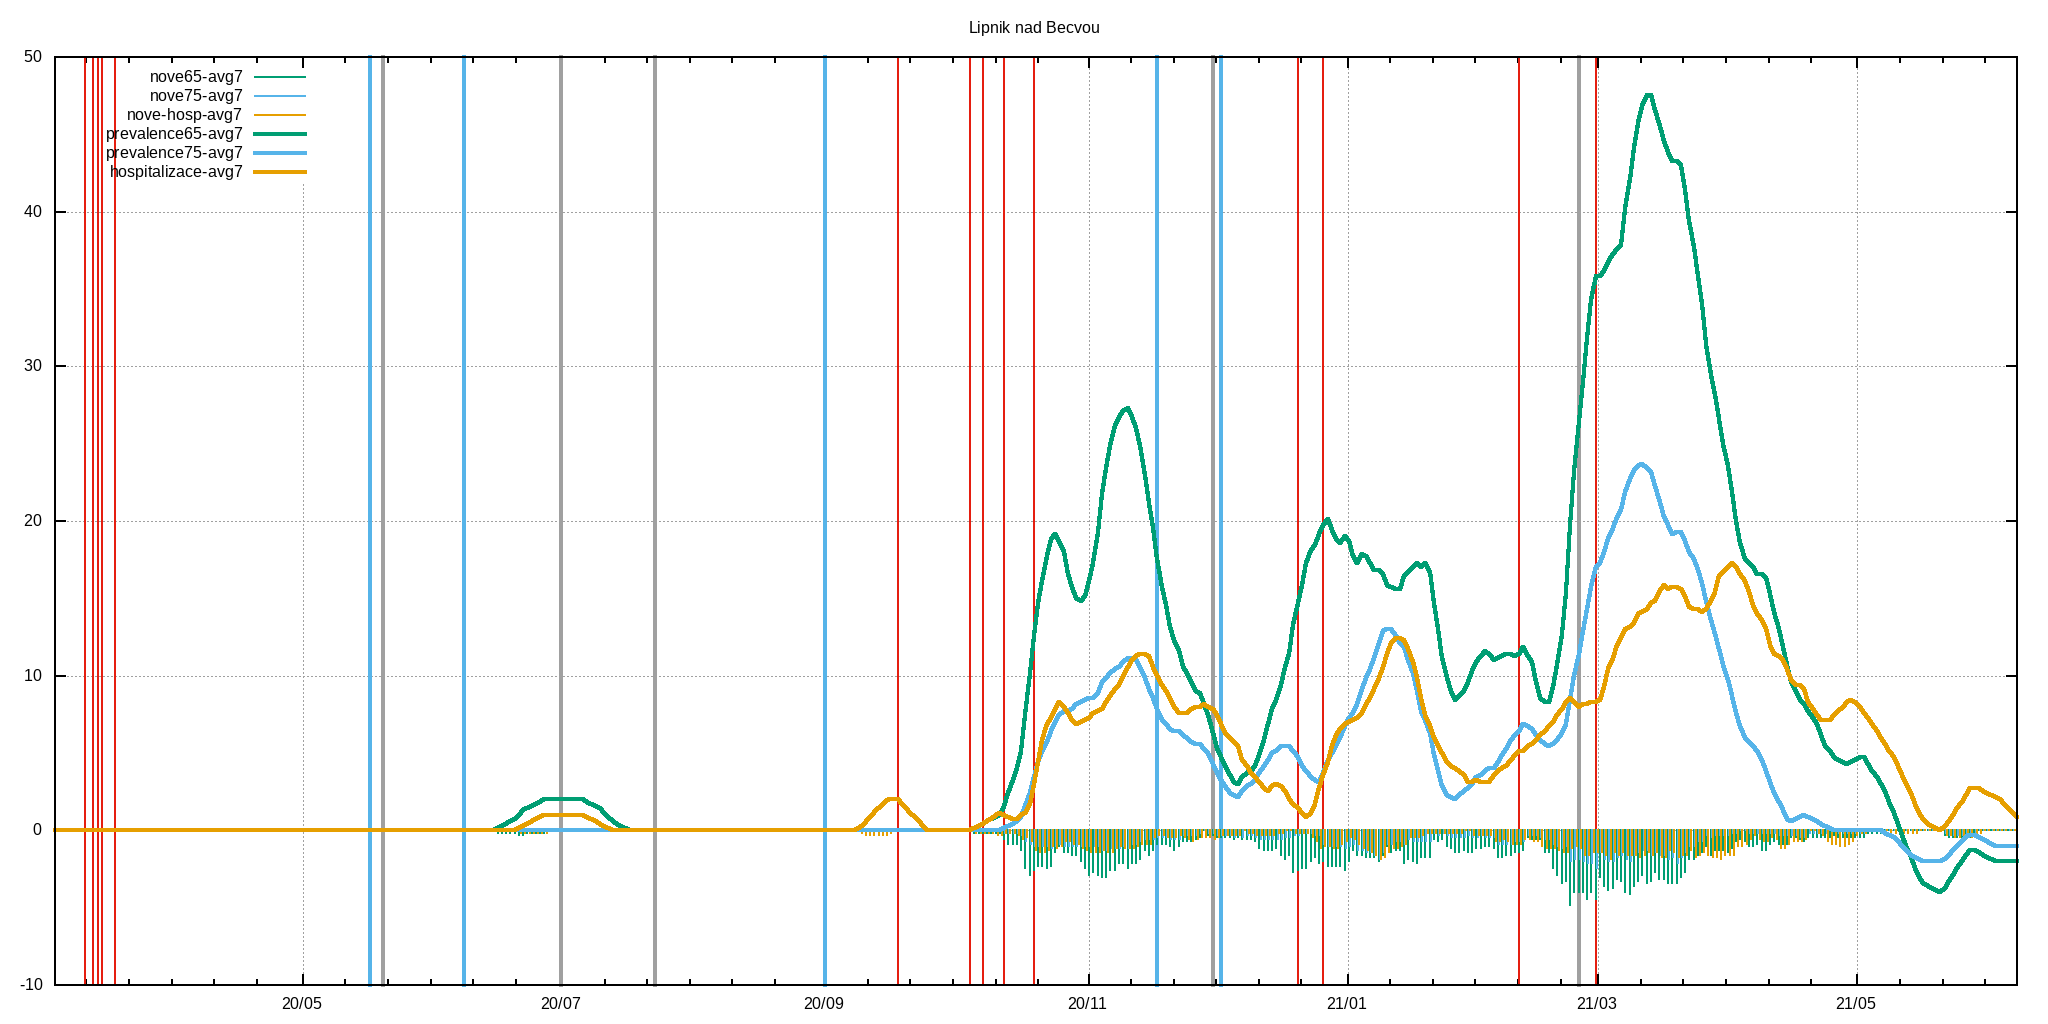 Lipnik nad Becvou
50
40
30
20
10
0
-10
nove65-avg7
nove75-avg7
nove-hosp-avg7
prevalence65-avg7
prevalence75-avg7
hospitalizace-avg7
20/05
20/07
20/09
20/11
21/01
21/03
21/05